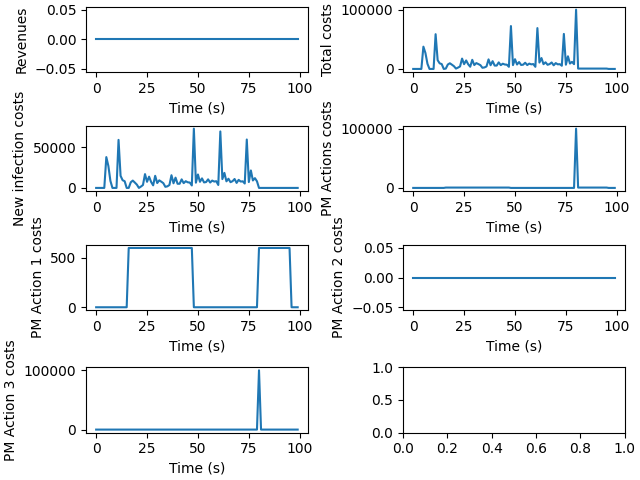 Revenues
0.05
0.00
−0.05
0 25 50 75 100
Time (s)
Total costs
100000
0
0 25 50 75 100
Time (s)
New infection costs
50000
0
0 25 50 75 100
Time (s)
PM Actions costs
100000
0
0 25 50 75 100
Time (s)
PM Action 1 costs
500
0
0 25 50 75 100
Time (s)
PM Action 2 costs
0.05
0.00
−0.05
0 25 50 75 100
Time (s)
PM Action 3 costs
100000
0
0 25 50 75 100
Time (s)
1.0
0.5
0.0
0.0 0.2 0.4 0.6 0.8 1.0